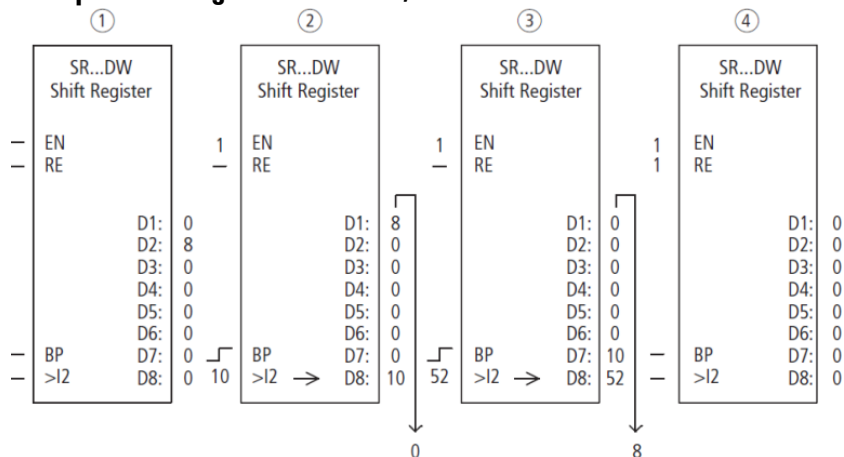 ① ② ③ ④
SR...DW SR...DW SR...DW SR...DW
Shift Register Shift Register Shift Register Shift Register
– EN 1 EN 1 EN 1 EN
– RE – RE – RE 1 RE
D1: 0 D1: 8 D1: 0 D1: 0
D2: 8 D2: 0 D2: 0 D2: 0
D3: 0 D3: 0 D3: 0 D3: 0
D4: 0 D4: 0 D4: 0 D4: 0
D5: 0 D5: 0 D5: 0 D5: 0
D6: 0 D6: 0 D6: 0 D6: 0
– BP D7: 0 BP D7: 0 BP D7: 10 – BP D7: 0
– >I2 D8: 0 10 >I2 → D8: 10 52 >I2 → D8: 52 – >I2 D8: 0
0 8